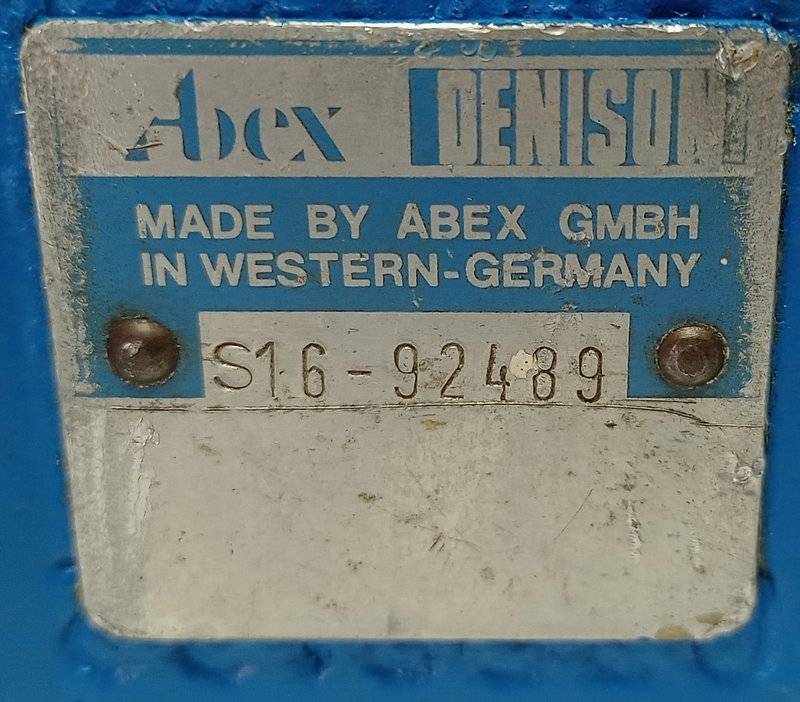 Abex DENISON
MADE BY ABEX GMBH
IN WESTERN-GERMANY
S16-92489